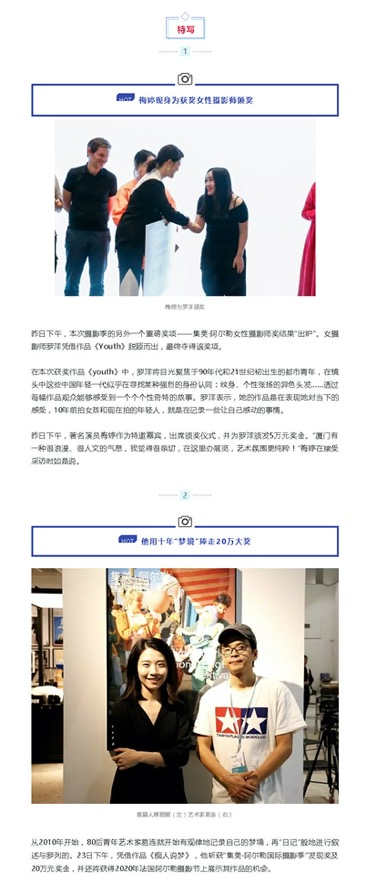 特写
1
HOT 梅婷现身为获奖女性摄影师颁奖
梅婷为罗洋颁奖
昨日下午，本次摄影季的另外一个重磅奖项——集美·阿尔勒女性摄影师奖结果“出炉”。女摄
影师罗洋凭借作品《Youth》脱颖而出，最终夺得该奖项。
在本次获奖作品《youth》中，罗洋将目光聚焦于90年代和21世纪初出生的都市青年，在镜
头中这些中国年轻一代似乎在寻找某种强烈的身份认同：纹身、个性张扬的异色头发......透过
每幅作品观众能够感受到一个个个性奇特的故事。罗洋表示，她的作品是在表现她对当下的
感受，10年前拍女孩和现在拍的年轻人，就是在记录一些让自己感动的事情。
昨日下午，著名演员梅婷作为特邀嘉宾，出席颁奖仪式，并为罗洋颁发5万元奖金。“厦门有
一种很浪漫、很人文的气息，我觉得很亲切，在这里办展览，艺术氛围更纯粹！”梅婷在接受
采访时如是说。
2
HOT 他用十年“梦境”捧走20万大奖
（左）艺术家易连（右）
TAMIYA PLASTIC MODELS
从2010年开始，80后青年艺术家易连就开始有规律地记录自己的梦境，再“日记”般地进行叙
述与罗列的。23日下午，凭借作品《痴人说梦》，他斩获“集美·阿尔勒国际摄影季”发现奖及
20万元奖金，并还将获得2020年法国阿尔勒摄影节上展示其作品的机会。